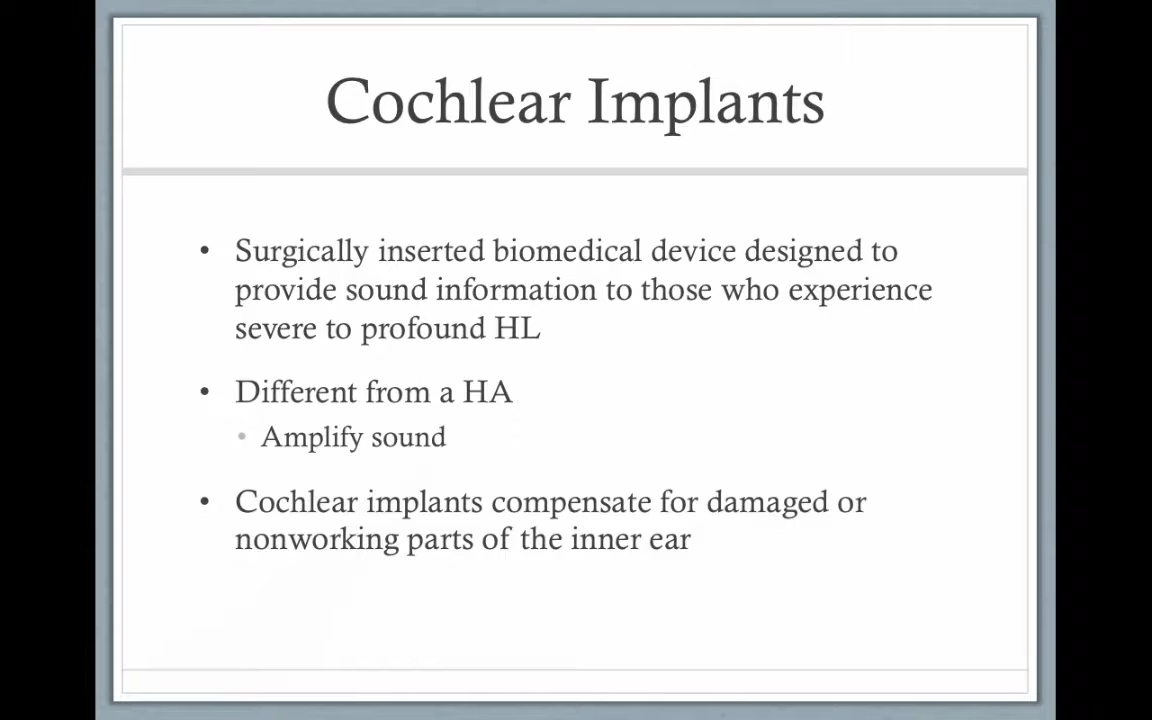 Cochlear Implants
• Surgically inserted biomedical device designed to
provide sound information to those who experience
severe to profound HL
• Different from a HA
• Amplify sound
• Cochlear implants compensate for damaged or
nonworking parts of the inner ear